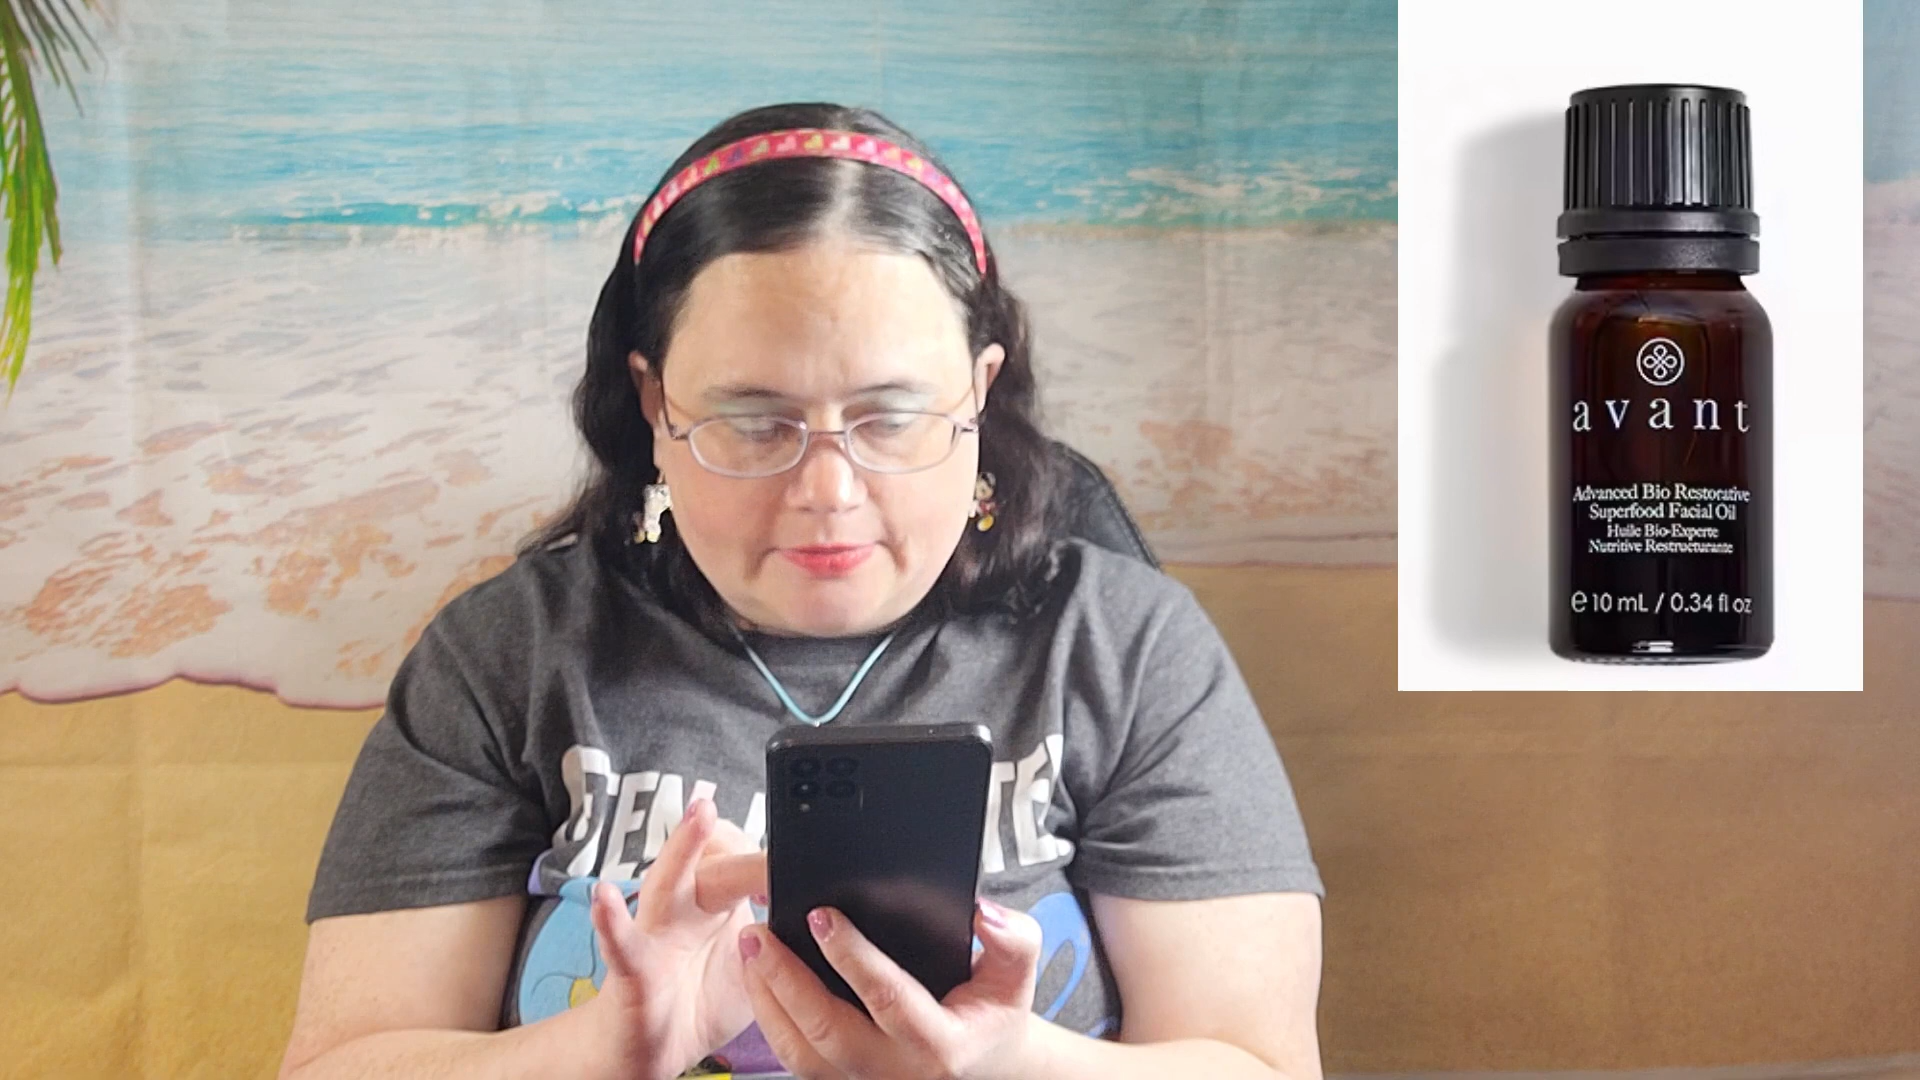 avant
Advanced Bio Restorative
Superfood Facial Oil
Huile Bio-Experte
Nutritive Restructurante
e 10 mL / 0.34 fl oz